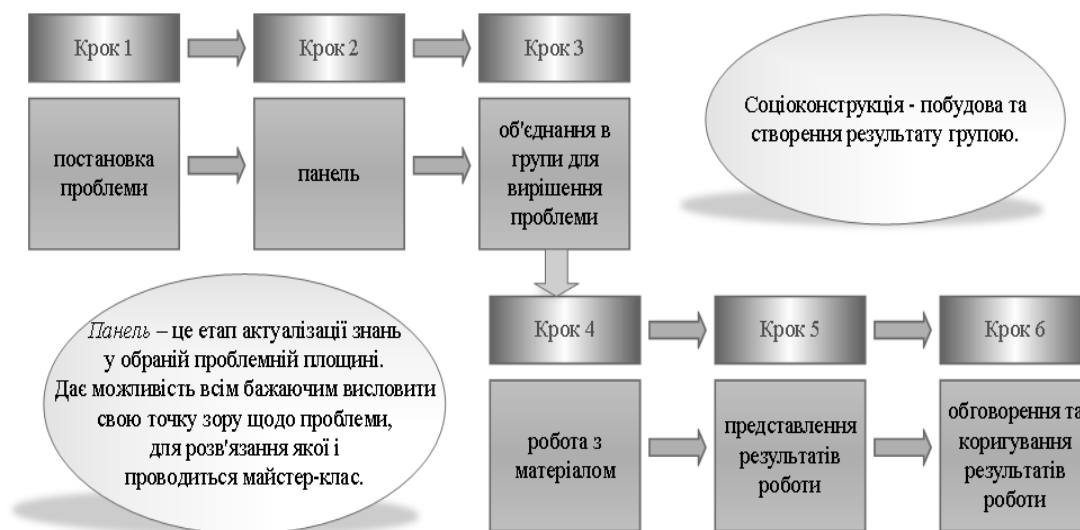 Крок 1
Крок 2
Крок 3
постановка
проблеми
панель
об'єднання в
групи для
вирішення
проблеми
Соціоконструкція - побудова та
створення результату групою.
Панель – це етап актуалізації знань
у обраній проблемній площині.
Дає можливість всім бажаючим висловити
свою точку зору щодо проблеми,
для розв'язання якої і
проводиться майстер-клас.
Крок 4
Крок 5
Крок 6
робота з
матеріалом
представлення
результатів
роботи
обговорення та
коригування
результатів
роботи